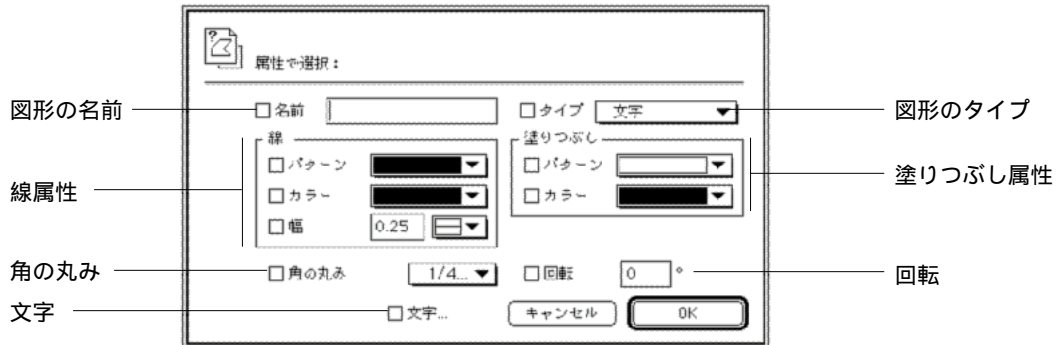 ?
属性で選択：
図形の名前
名前
タイプ
文字
図形のタイプ
線
塗りつぶし
パターン
パターン
線属性
カラー
カラー
塗りつぶし属性
幅
0.25
角の丸み
角の丸み
1/4...
回転
0
°
回転
文字
文字...
キャンセル
OK